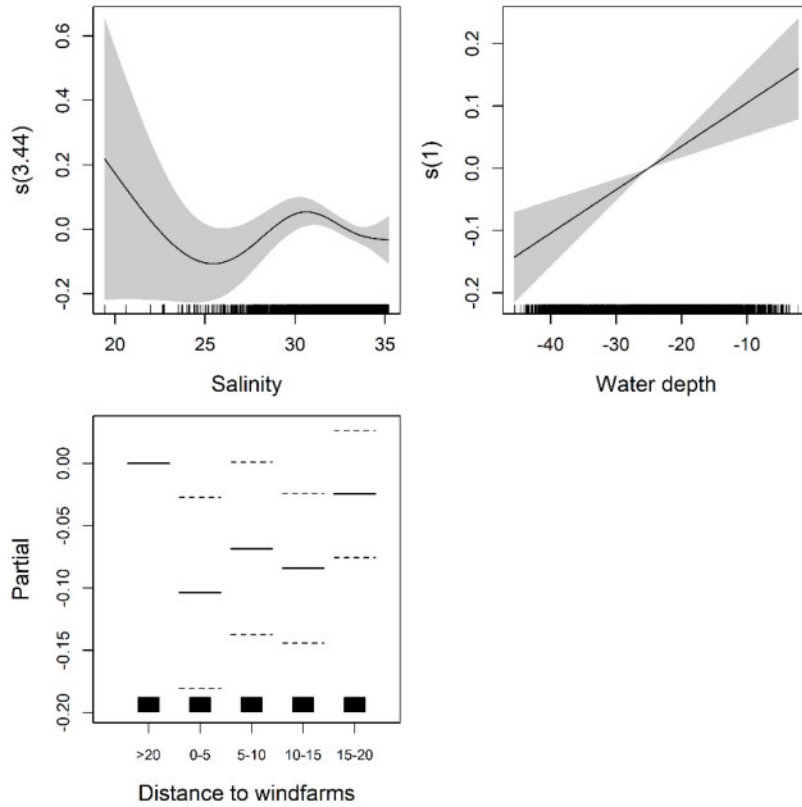 s(3.44)
0.6
0.4
0.2
0.0
-0.2
20 25 30 35
Salinity
s(1)
0.2
0.1
0.0
-0.1
-0.2
-40 -30 -20 -10
Water depth
Partial
0.00
-0.05
-0.10
-0.15
-0.20
>20 0-5 5-10 10-15 15-20
Distance to windfarms